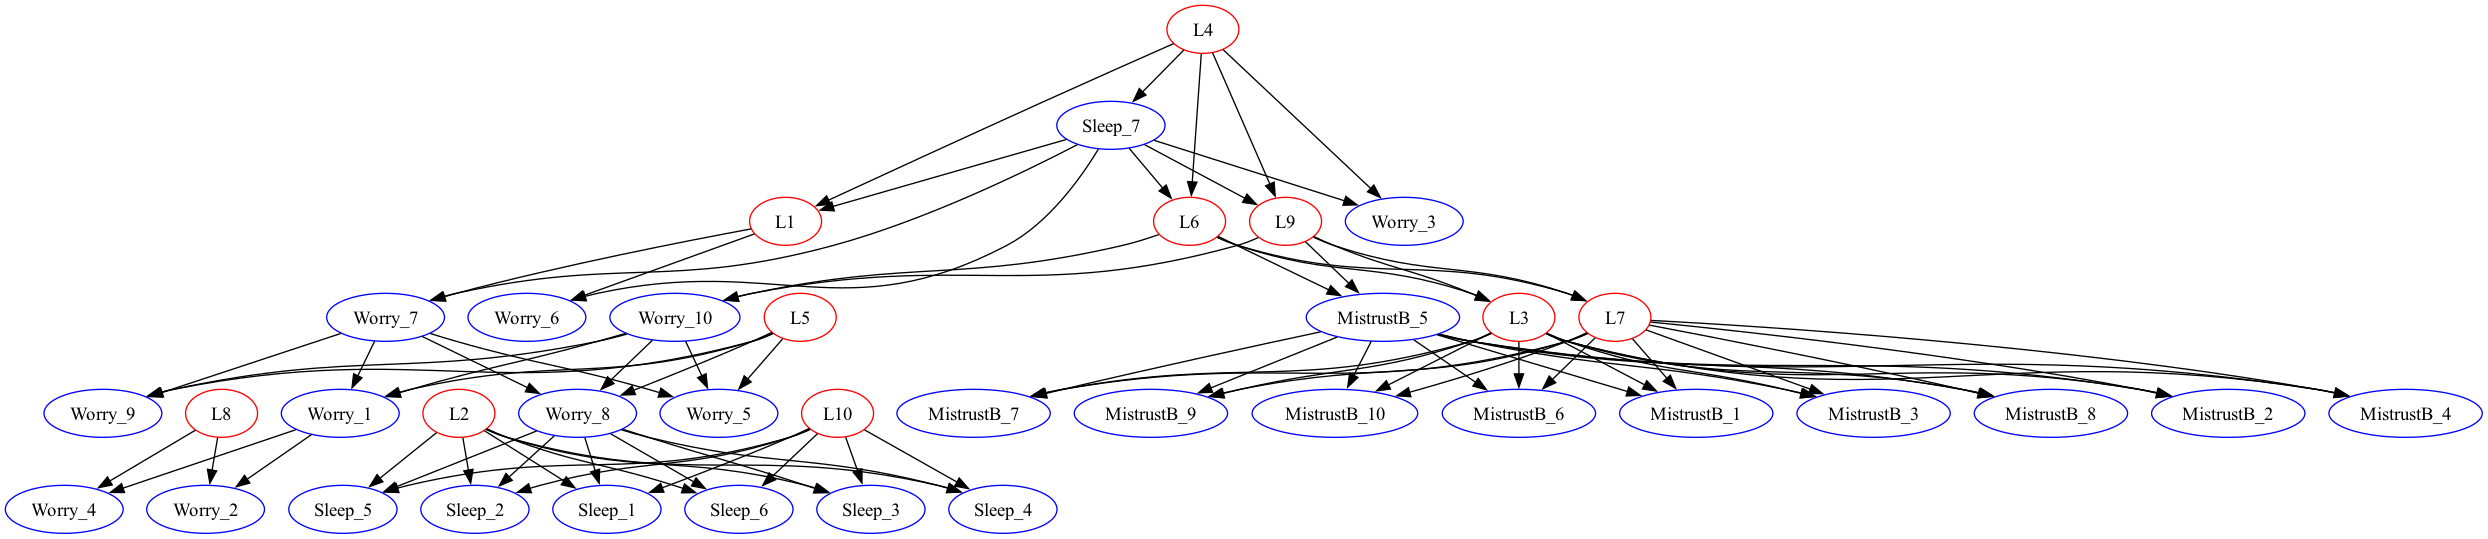 L4
Sleep_7
L1
L6
L9
Worry_3
Worry_7
Worry_6
Worry_10
L5
MistrustB_5
L3
L7
Worry_9
L8
Worry_1
L2
Worry_8
Worry_5
L10
MistrustB_7
MistrustB_9
MistrustB_10
MistrustB_6
MistrustB_1
MistrustB_3
MistrustB_8
MistrustB_2
MistrustB_4
Worry_4
Worry_2
Sleep_5
Sleep_2
Sleep_1
Sleep_6
Sleep_3
Sleep_4